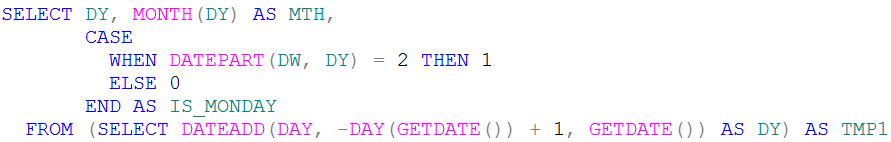 SELECT DY, MONTH(DY) AS MTH,
CASE
WHEN DATEPART(DW, DY) = 2 THEN 1
ELSE 0
END AS IS_MONDAY
FROM (SELECT DATEADD(DAY, -DAY(GETDATE()) + 1, GETDATE()) AS DY) AS TMP1